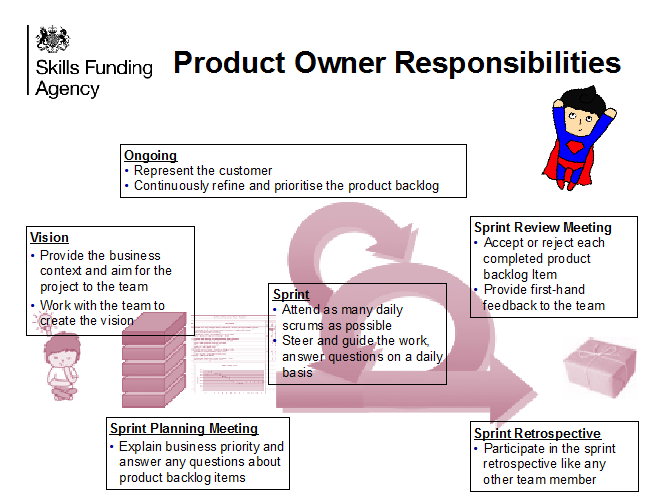 Skills Funding
Agency
Product Owner Responsibilities
Ongoing
• Represent the customer
• Continuously refine and prioritise the product backlog
Vision
• Provide the business
context and aim for the
project to the team
• Work with the team to
create the vision
Sprint Review Meeting
• Accept or reject each
completed product
backlog Item
• Provide first-hand
feedback to the team
Sprint
• Attend as many daily
scrums as possible
• Steer and guide the work,
answer questions on a daily
basis
Sprint Planning Meeting
• Explain business priority and
answer any questions about
product backlog items
Sprint Retrospective
• Participate in the sprint
retrospective like any
other team member